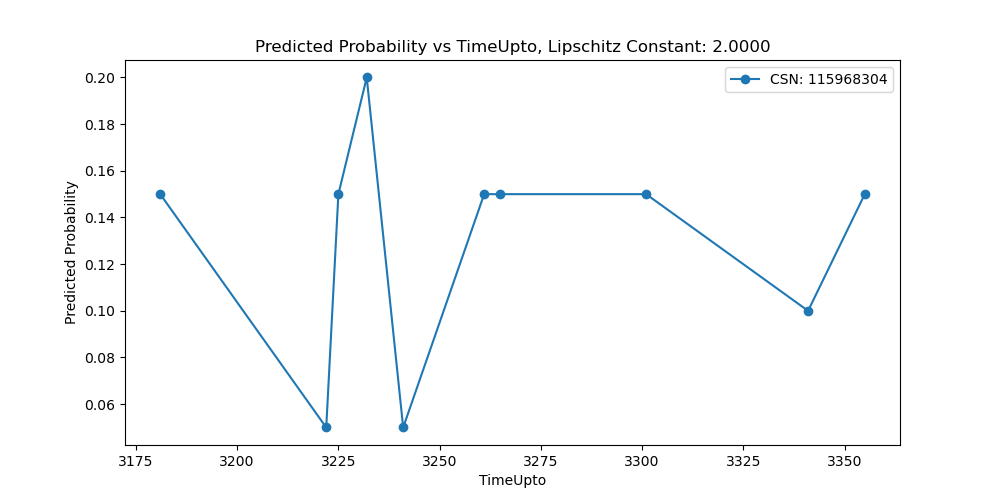 Predicted Probability vs TimeUpto, Lipschitz Constant: 2.0000
CSN: 115968304
Predicted Probability
0.20
0.18
0.16
0.14
0.12
0.10
0.08
0.06
3175 3200 3225 3250 3275 3300 3325 3350
TimeUpto